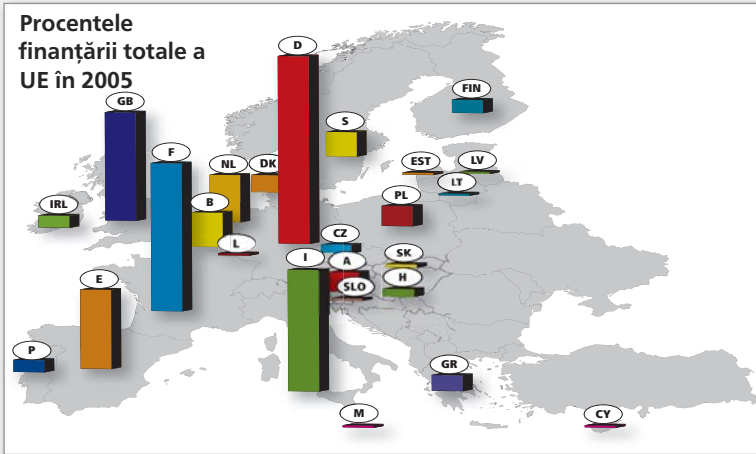 Procentele
finanțării totale a
UE în 2005
D
GB
FIN
S
F
NL
DK
EST
LV
LT
IRL
B
PL
L
CZ
I
A
SK
E
SLO
H
P
GR
M
CY